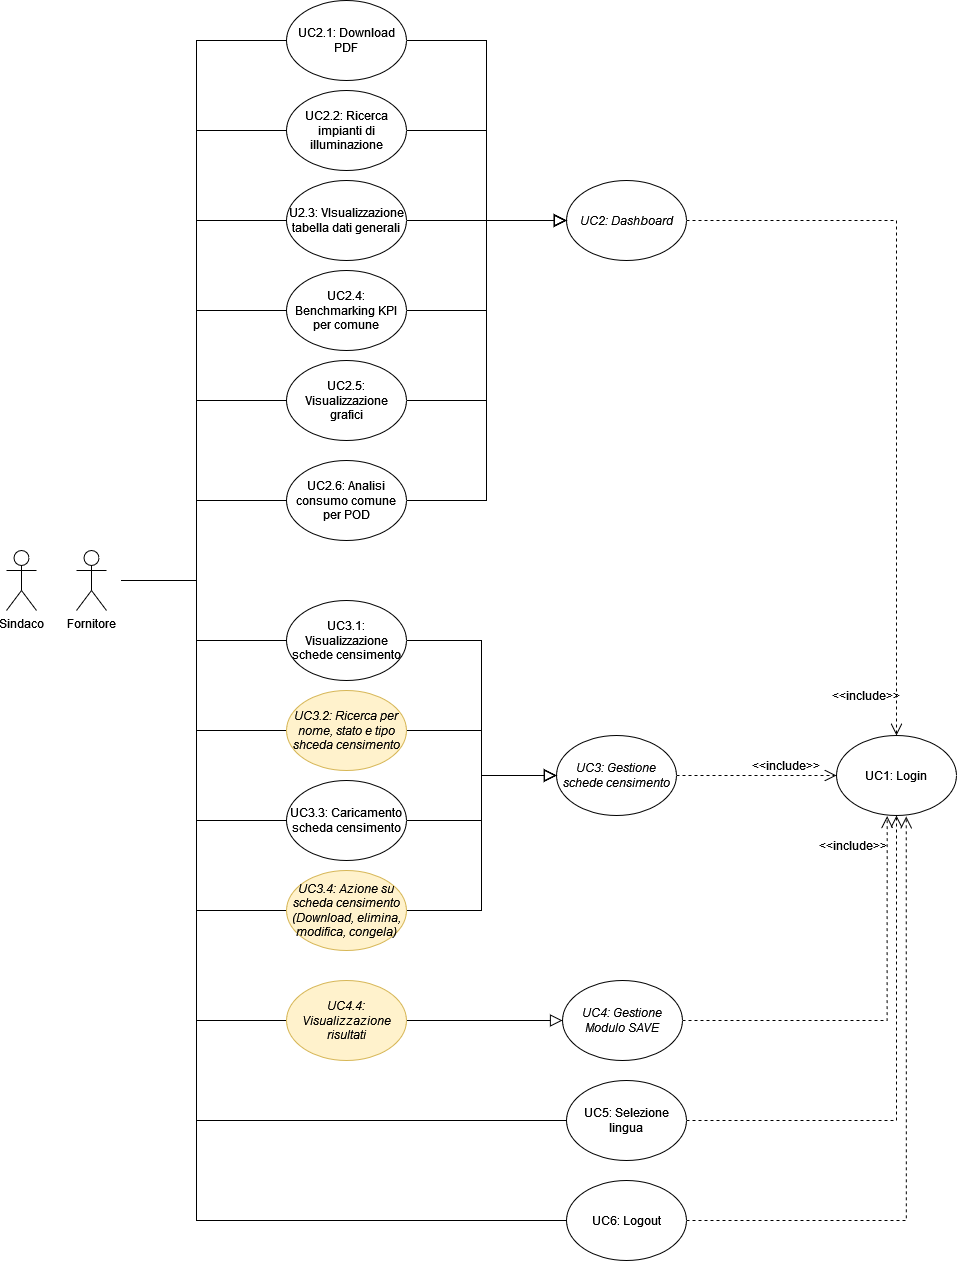 UC2.1: Download
PDF
UC2.2: Ricerca
impianti di
illuminazione
U2.3: VIsualizzazione
tabella dati generali
UC2: Dashboard
UC2.4:
Benchmarking KPI
per comune
UC2.5:
Visualizzazione
grafici
UC2.6: Analisi
consumo comune
per POD
Sindaco
Fornitore
UC3.1:
Visualizzazione
schede censimento
<<include>>
UC3.2: Ricerca per
nome, stato e tipo
shceda censimento
UC3: Gestione
schede censimento
<<include>>
UC1: Login
UC3.3: Caricamento
scheda censimento
<<include>>
UC3.4: Azione su
scheda censimento
(Download, elimina,
modifica, congela)
UC4.4:
Visualizzazione
risultati
UC4: Gestione
Modulo SAVE
UC5: Selezione
lingua
UC6: Logout